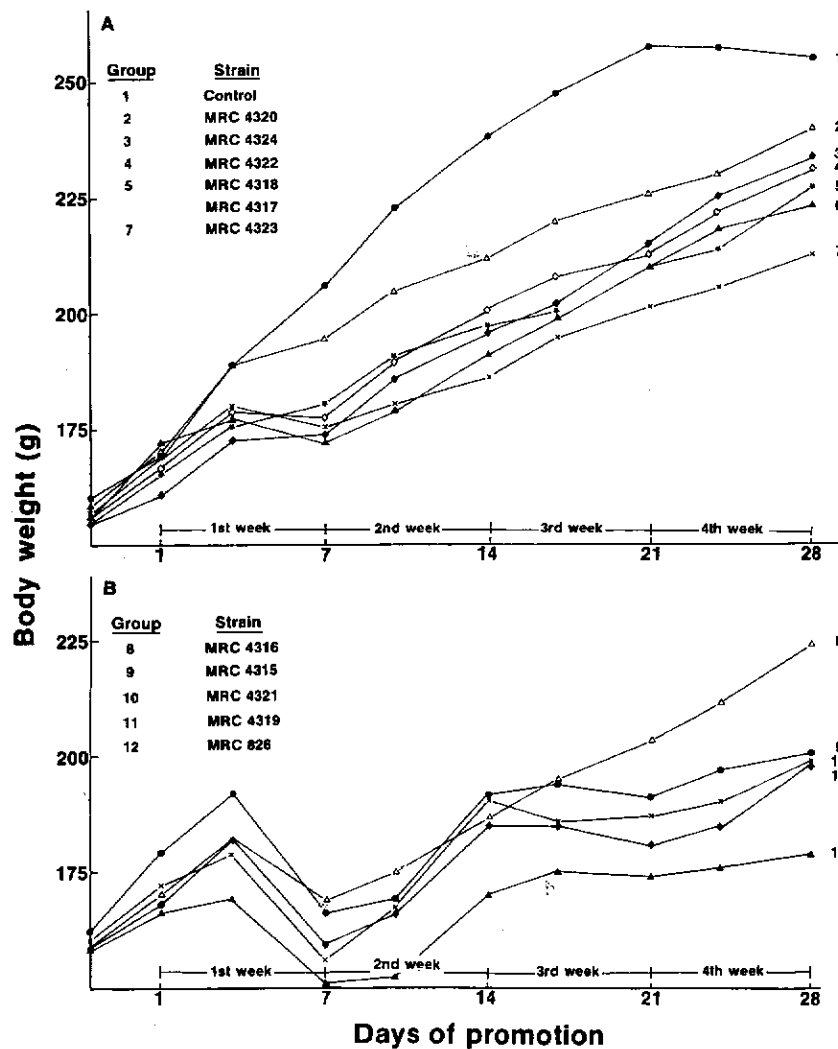 A
Group Strain
1 Control
2 MRC 4320
3 MRC 4324
4 MRC 4322
5 MRC 4318
MRC 4317
7 MRC 4323
250
225
200
175
1
2
3
4
5
6
7
1st week 2nd week 3rd week 4th week
1 7 14 21 28
Body weight (g)
B
Group Strain
8 MRC 4316
9 MRC 4315
10 MRC 4321
11 MRC 4319
12 MRC 826
225
200
175
1
1
1
1st week 2nd week 3rd week 4th week
1 7 14 21 28
Days of promotion